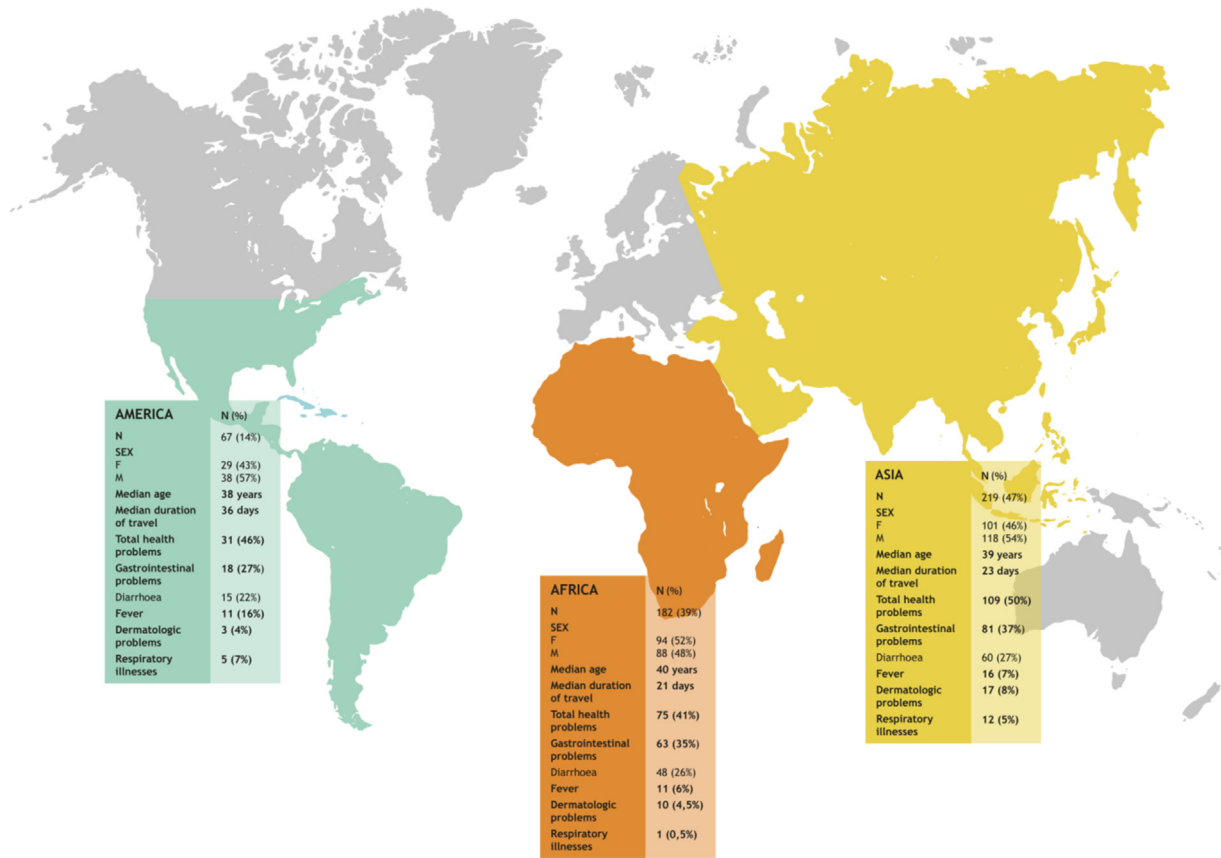 AMERICA N (%)
N 67 (14%)
SEX
F 29 (43%)
M 38 (57%)
Median age 38 years
Median duration 36 days
of travel
Total health 31 (46%)
problems
Gastrointestinal 18 (27%)
problems
Diarrhoea 15 (22%)
Fever 11 (16%)
Dermatologic 3 (4%)
problems
Respiratory 5 (7%)
illnesses
AFRICA N (%)
N 182 (39%)
SEX
F 94 (52%)
M 88 (48%)
Median age 40 years
Median duration 21 days
of travel
Total health 75 (41%)
problems
Gastrointestinal 63 (35%)
problems
Diarrhoea 48 (26%)
Fever 11 (6%)
Dermatologic 10 (4,5%)
problems
Respiratory 1 (0,5%)
illnesses
ASIA N (%)
N 219 (47%)
SEX
F 101 (46%)
M 118 (54%)
Median age 39 years
Median duration 23 days
of travel
Total health 109 (50%)
problems
Gastrointestinal 81 (37%)
problems
Diarrhoea 60 (27%)
Fever 16 (7%)
Dermatologic 17 (8%)
problems
Respiratory 12 (5%)
illnesses